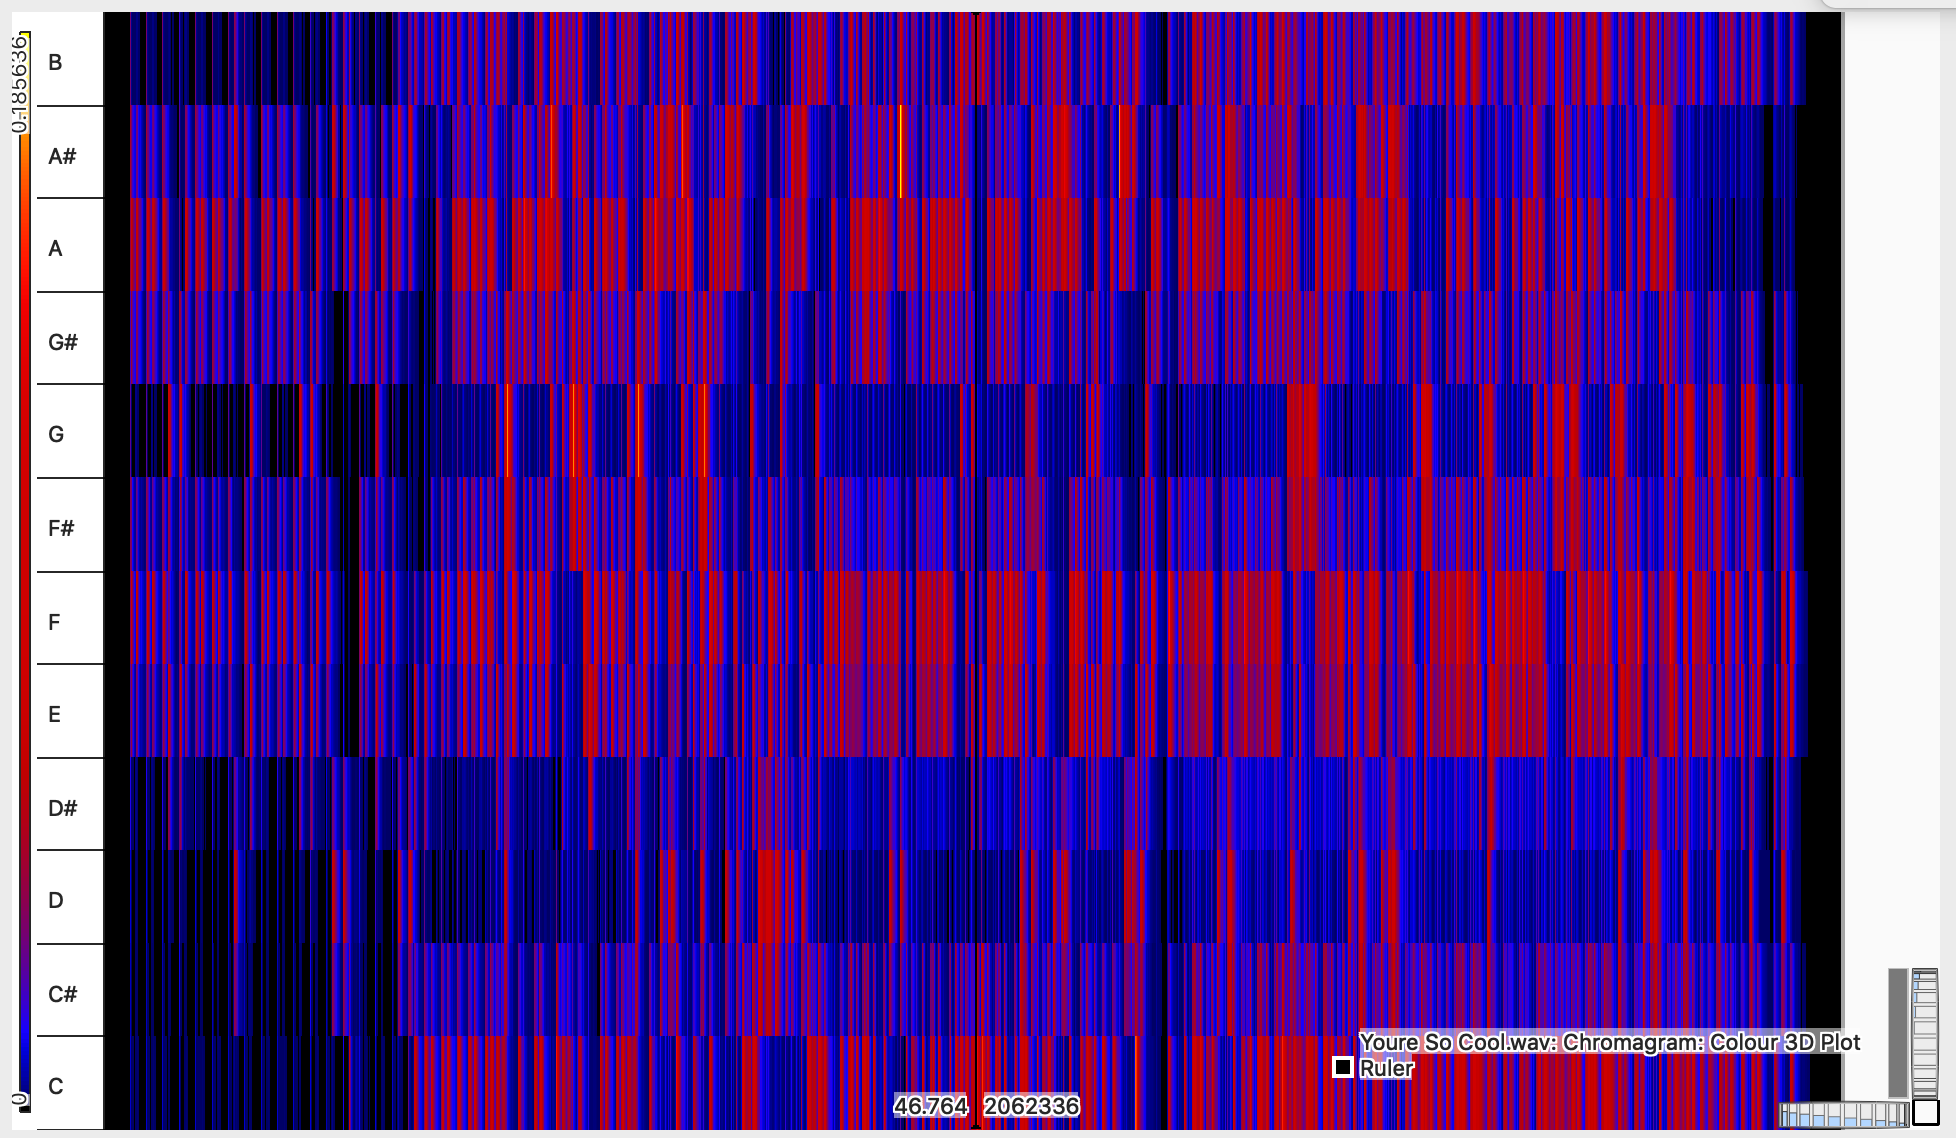 0.185636
B
A#
A
G#
G
F#
F
E
D#
D
C#
C
0
Youre So Cool.wav: Chromagram: Colour 3D Plot
Ruler
46.764 2062336